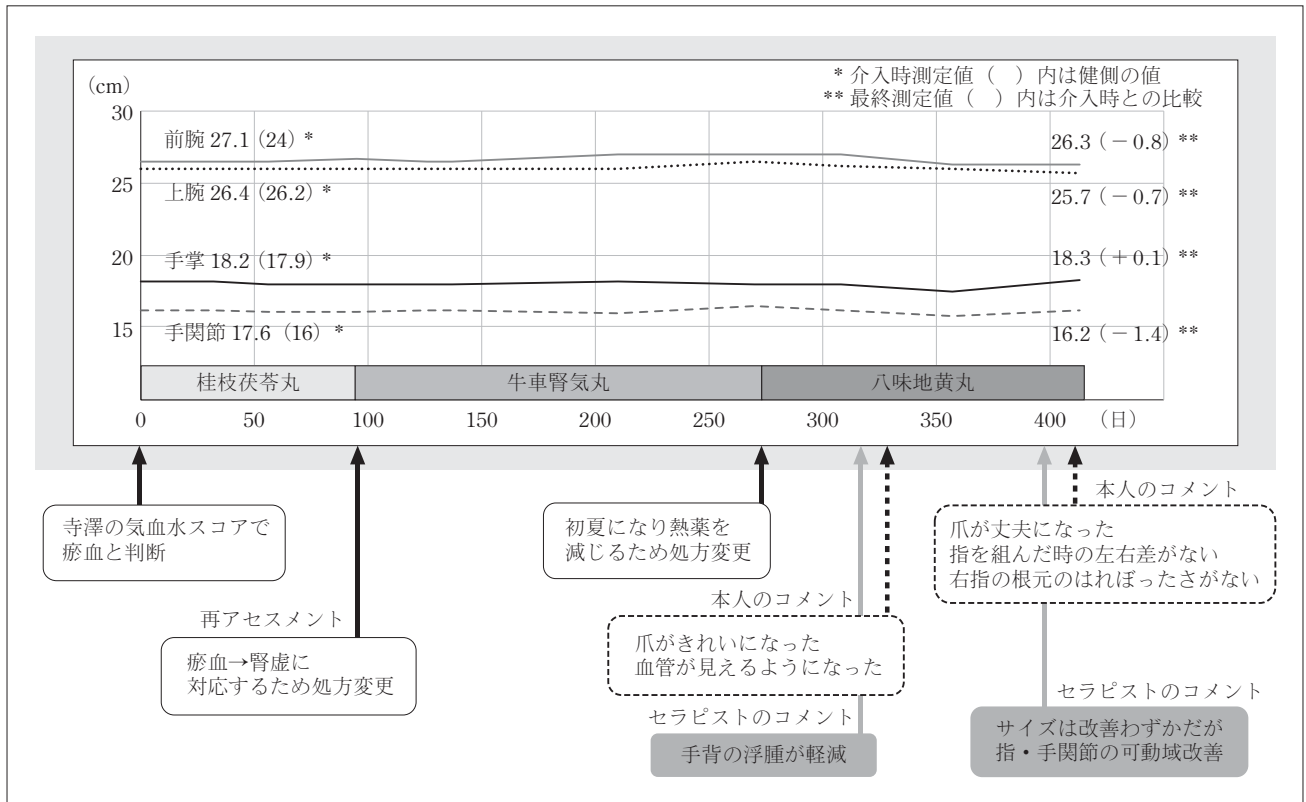 (cm)
* 介入時測定値（　）内は健側の値
** 最終測定値（　）内は介入時との比較
30
前腕 27.1 (24) *
26.3 (－0.8) **
25
上腕 26.4 (26.2) *
25.7 (－0.7) **
20
手掌 18.2 (17.9) *
18.3 (＋0.1) **
15
手関節 17.6 (16) *
16.2 (－1.4) **
桂枝茯苓丸
牛車腎気丸
八味地黄丸
0 50 100 150 200 250 300 350 400 （日）
寺澤の気血水スコアで
瘀血と判断
再アセスメント
瘀血→腎虚に
対応するため処方変更
初夏になり熱薬を
減じるため処方変更
本人のコメント
爪がきれいになった
血管が見えるようになった
セラピストのコメント
手背の浮腫が軽減
本人のコメント
爪が丈夫になった
指を組んだ時の左右差がない
右指の根元のはれぼったさがない
セラピストのコメント
サイズは改善わずかだが
指・手関節の可動域改善